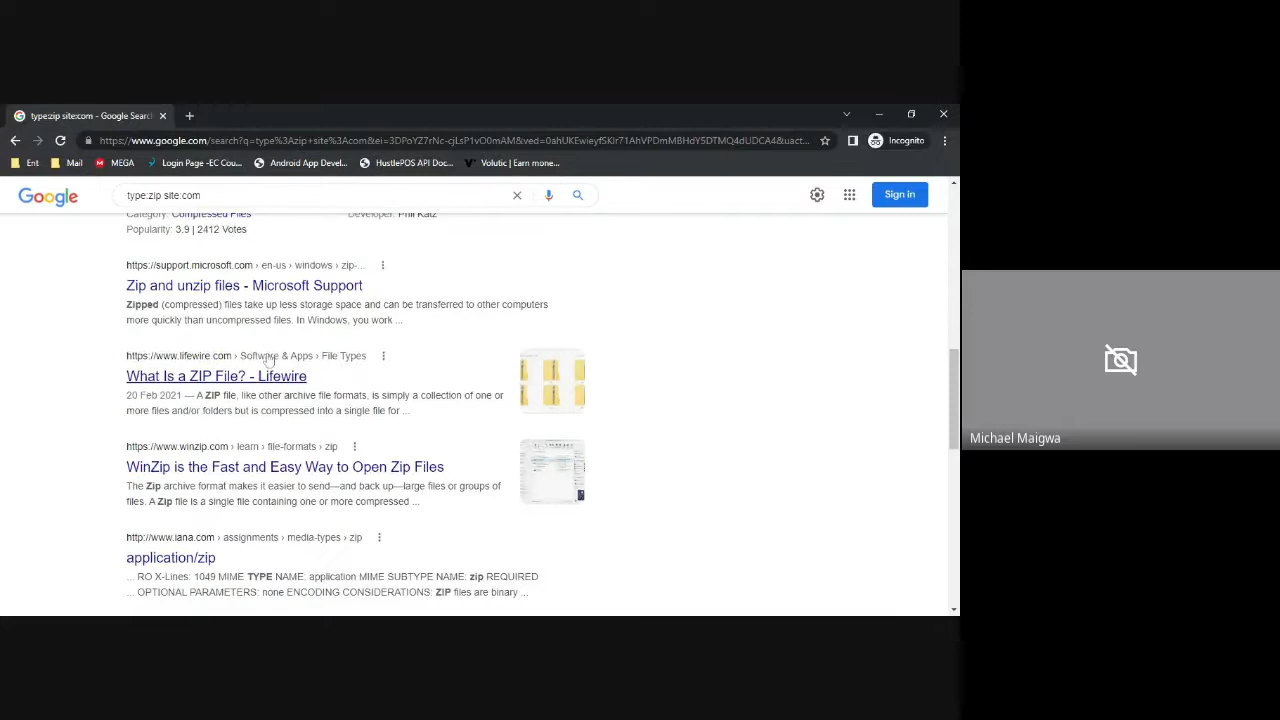 type:zip site:com - Google Search
https://www.google.com/search?q=type%3Azip+site%3Acom&ei=3DPoYZ7rNc-cjLsP1vO0mAM&ved=0ahUKEwieyfSKir71AhVPDmMBHdY5DTMQ4dUDCA4&uact...
Incognito
Ent
Mail
MEGA
Login Page -EC Cou...
Android App Devel...
HustlePOS API Doc...
Volutic | Earn mone...
Google
type:zip site:com
Sign in
Category: Compressed Files
Developer: Phil Katz
Popularity: 3.9 | 2412 Votes
https://support.microsoft.com › en-us › windows › zip-...
Zip and unzip files - Microsoft Support
Zipped (compressed) files take up less storage space and can be transferred to other computers
more quickly than uncompressed files. In Windows, you work ...
https://www.lifewire.com › Software & Apps › File Types
What Is a ZIP File? - Lifewire
20 Feb 2021 — A ZIP file, like other archive file formats, is simply a collection of one or
more files and/or folders but is compressed into a single file for ...
https://www.winzip.com › learn › file-formats › zip
WinZip is the Fast and Easy Way to Open Zip Files
The Zip archive format makes it easier to send—and back up—large files or groups of
files. A Zip file is a single file containing one or more compressed ...
http://www.iana.com › assignments › media-types › zip
application/zip
... RO X-Lines: 1049 MIME TYPE NAME; application MIME SUBTYPE NAME; zip REQUIRED
... OPTIONAL PARAMETERS: none ENCODING CONSIDERATIONS: ZIP files are binary ...
Michael Maigwa